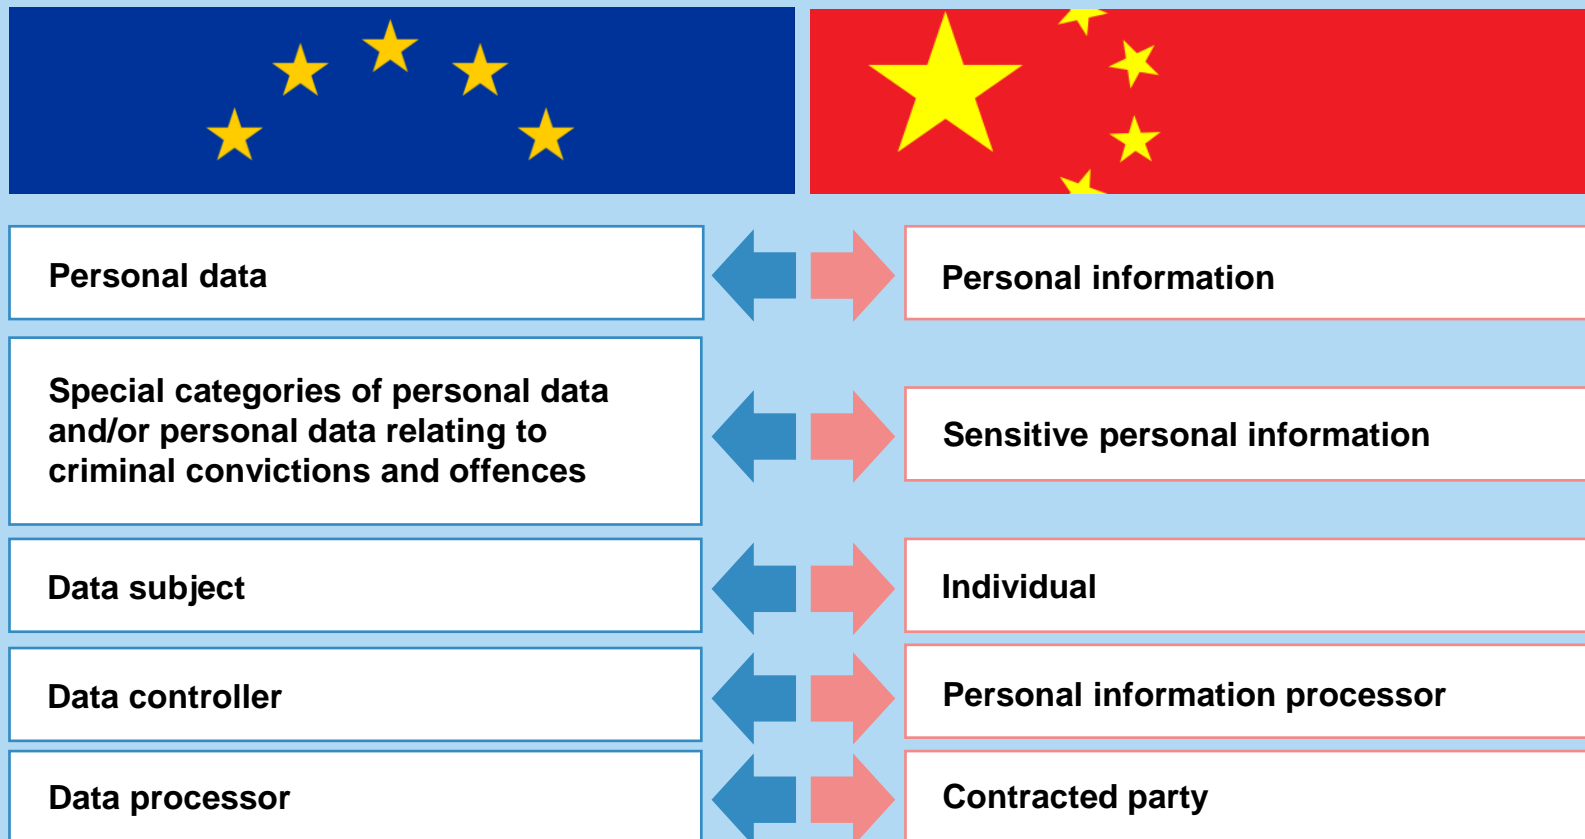 Personal data
Personal information
Special categories of personal data
and/or personal data relating to
criminal convictions and offences
Sensitive personal information
Data subject
Individual
Data controller
Personal information processor
Data processor
Contracted party